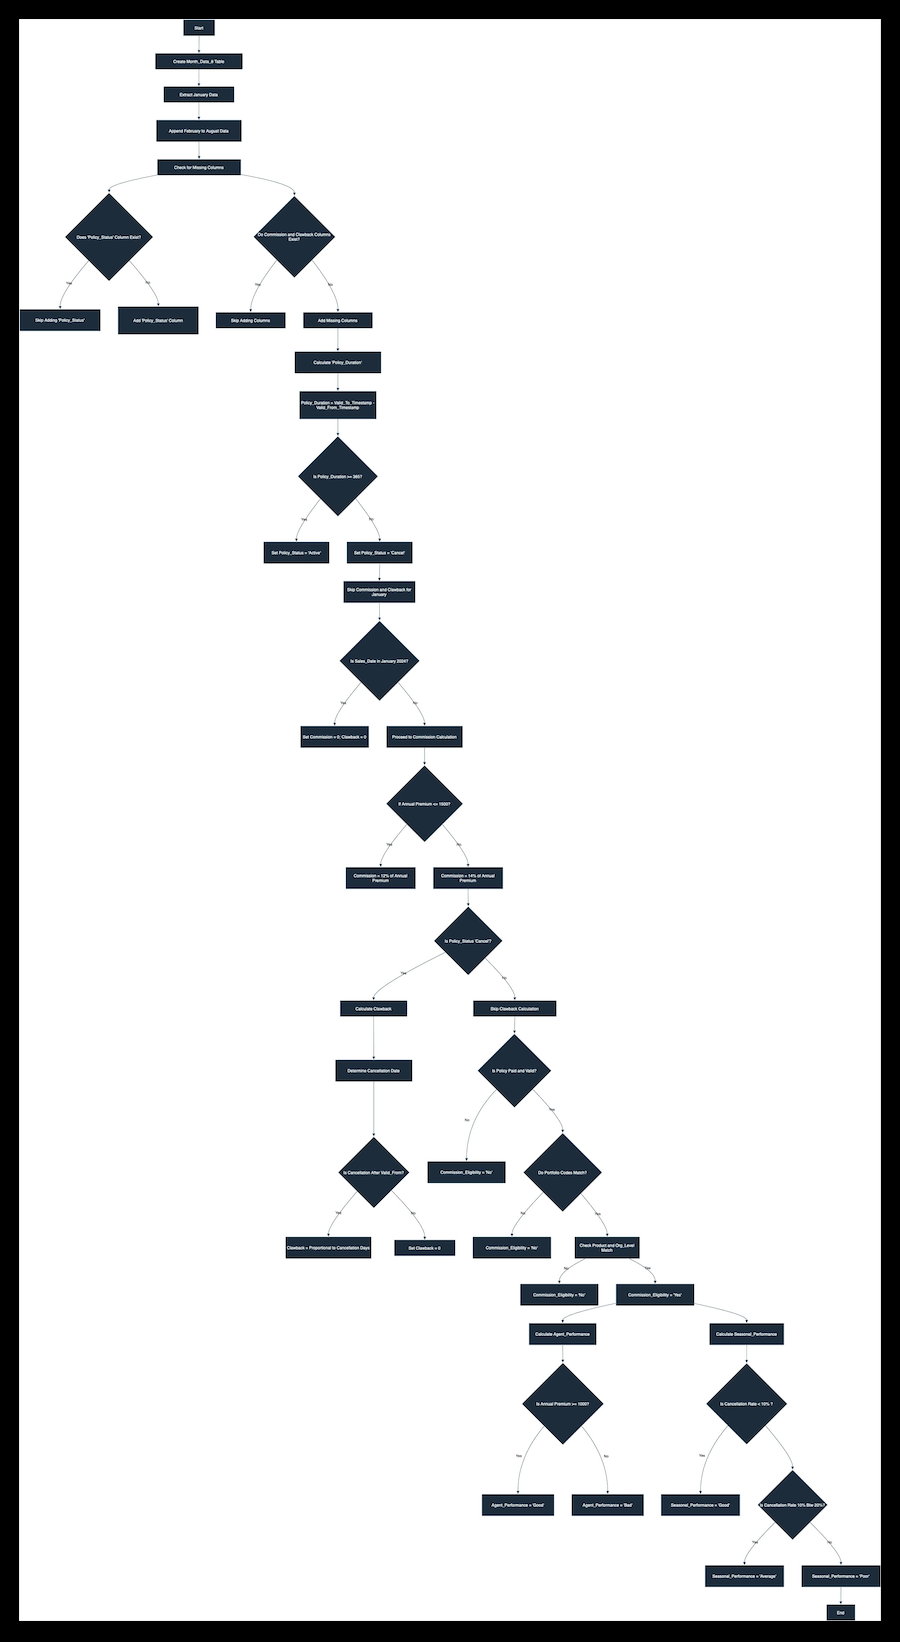 Start
Create Month_Data_8 Table
Extract January Data
Append February to August Data
Check for Missing Columns
Does 'Policy_Status' Column Exist?
Do Commission and Clawback Columns
Exist?
Yes
No
Yes
No
Skip Adding 'Policy_Status'
Add 'Policy_Status' Column
Skip Adding Columns
Add Missing Columns
Calculate 'Policy_Duration'
Policy_Duration = Valid_To_Timestamp -
Valid_From_Timestamp
Is Policy_Duration >= 365?
Yes
No
Set Policy_Status = 'Active'
Set Policy_Status = 'Cancel'
Skip Commission and Clawback for
January
Is Sales_Date in January 2024?
Yes
No
Set Commission = 0; Clawback = 0
Proceed to Commission Calculation
If Annual Premium <= 1500?
Yes
No
Commission = 12% of Annual
Premium
Commission = 14% of Annual
Premium
Is Policy_Status 'Cancel'?
Yes
No
Calculate Clawback
Skip Clawback Calculation
Determine Cancellation Date
Is Policy Paid and Valid?
No
Yes
Is Cancellation After Valid_From?
Commission_Eligibility = 'No'
Do Portfolio Codes Match?
Yes
No
No
Yes
Clawback = Proportional to Cancellation Days
Set Clawback = 0
Commission_Eligibility = 'No'
Check Product and Org_Level
Match
No
Yes
Commission_Eligibility = 'No'
Commission_Eligibility = 'Yes'
Calculate Agent_Performance
Calculate Seasonal_Performance
Is Annual Premium >= 1000?
Is Cancellation Rate < 10% ?
Yes
No
Yes
Agent_Performance = 'Good'
Agent_Performance = 'Bad'
Seasonal_Performance = 'Good'
Is Cancellation Rate 10% Btw 20%?
Yes
No
Seasonal_Performance = 'Average'
Seasonal_Performance = 'Poor'
End